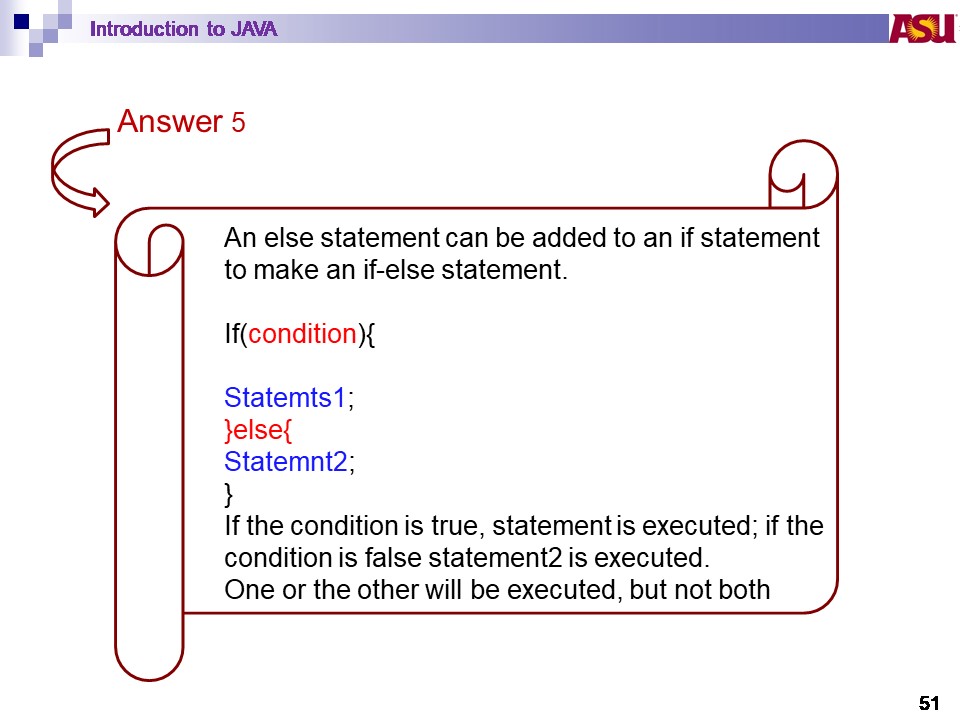 Introduction to JAVA
ASU
Answer 5
An else statement can be added to an if statement
to make an if-else statement.
If(condition){
Statemts1;
}else{
Statemnt2;
}
If the condition is true, statement is executed; if the
condition is false statement2 is executed.
One or the other will be executed, but not both
51